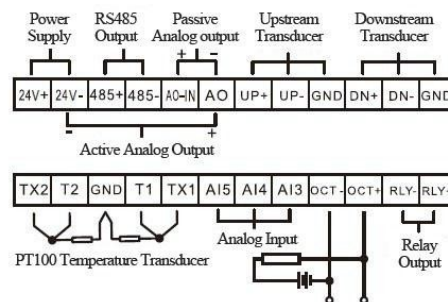 Power RS485 Passive Upstream Downstream
Supply Output Analog output Transducer Transducer
+ -
24V+ 24V- 485+ 485- AO-IN AO UP+ UP- GND DN+ DN- GND
- +
Active Analog Output
TX2 T2 GND T1 TX1 AI5 AI4 AI3 OCT- OCT+ RLY- RLY-
Analog Input
PT100 Temperature Transducer
Relay
Output